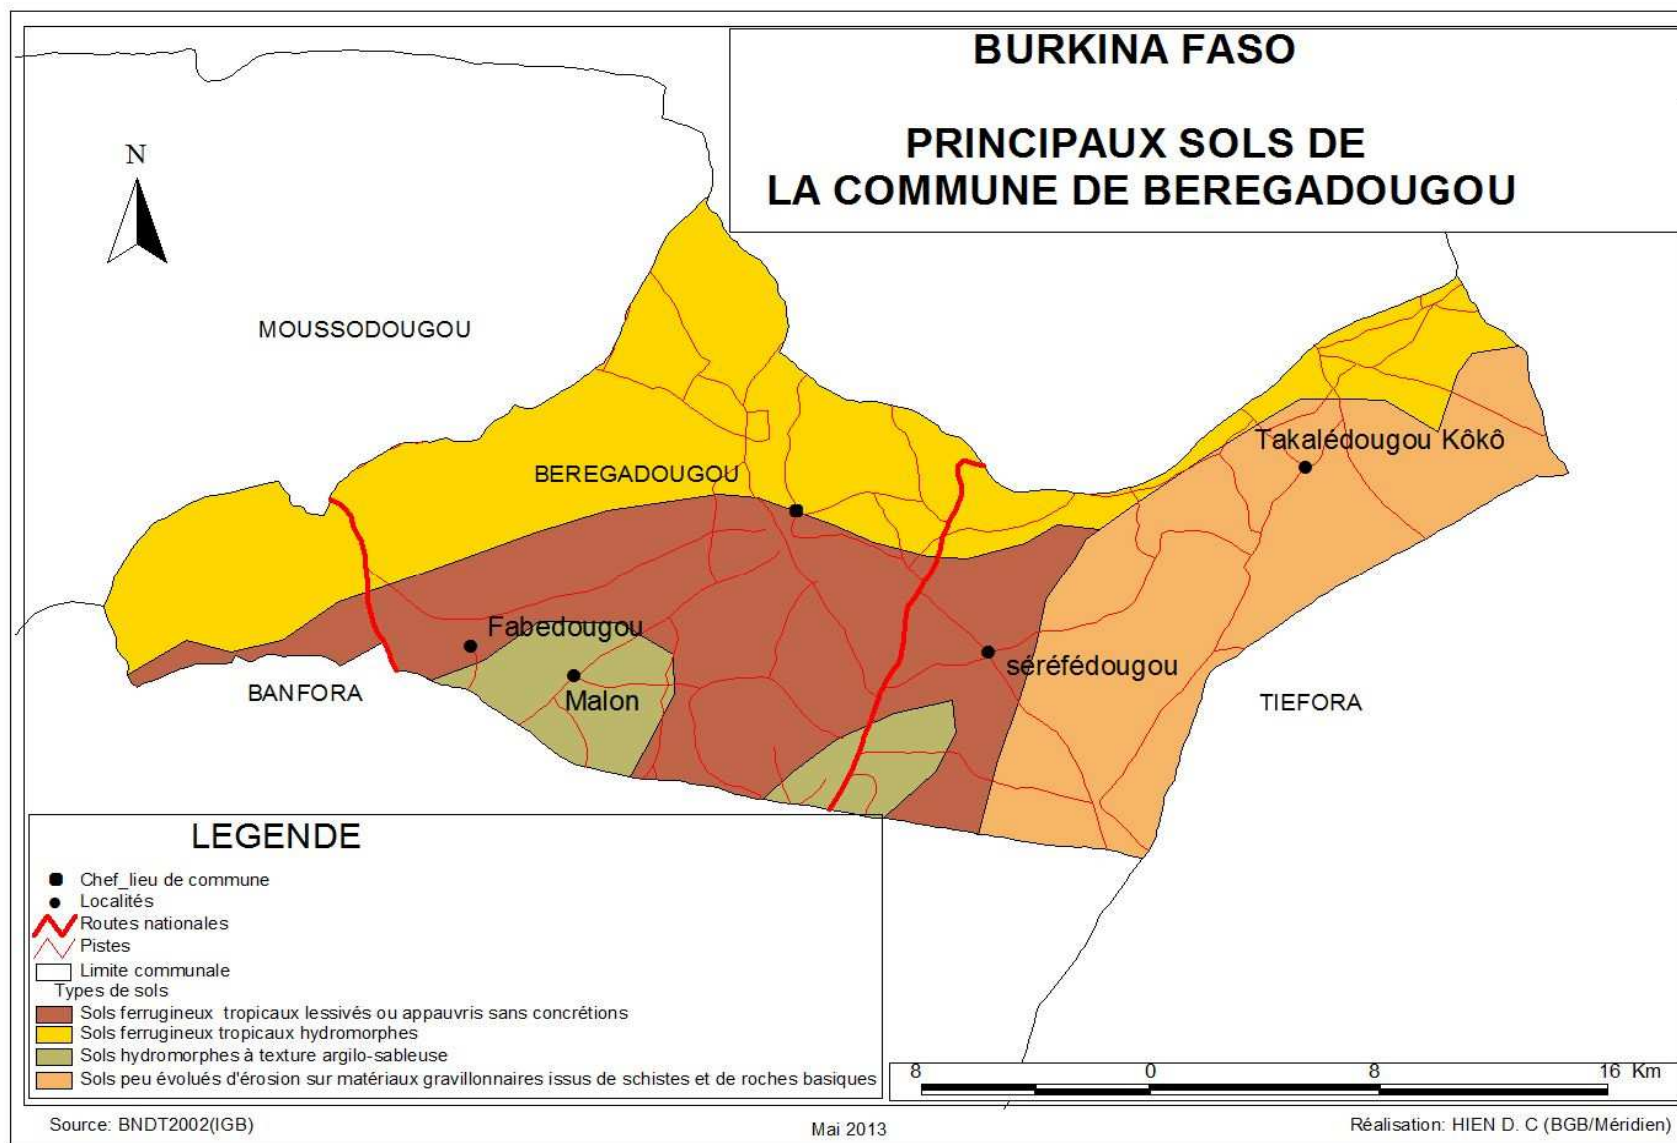 BURKINA FASO
PRINCIPAUX SOLS DE
LA COMMUNE DE BEREGADOUGOU
N
MOUSSODOUGOU
Takalédougou Kôkô
BEREGADOUGOU
Fabedougou
séréfédougou
BANFORA
Malon
TIEFORA
LEGENDE
Chef_lieu de commune
Localités
Routes nationales
Pistes
Limite communale
Types de sols
Sols ferrugineux tropicaux lessivés ou appauvris sans concrétions
Sols ferrugineux tropicaux hydromorphes
Sols hydromorphes à texture argilo-sableuse
Sols peu évolués d'érosion sur matériaux gravillonnaires issus de schistes et de roches basiques
8 0 8 16 Km
Source: BNDT2002(IGB)
Mai 2013
Réalisation: HIEN D. C (BGB/Méridien)